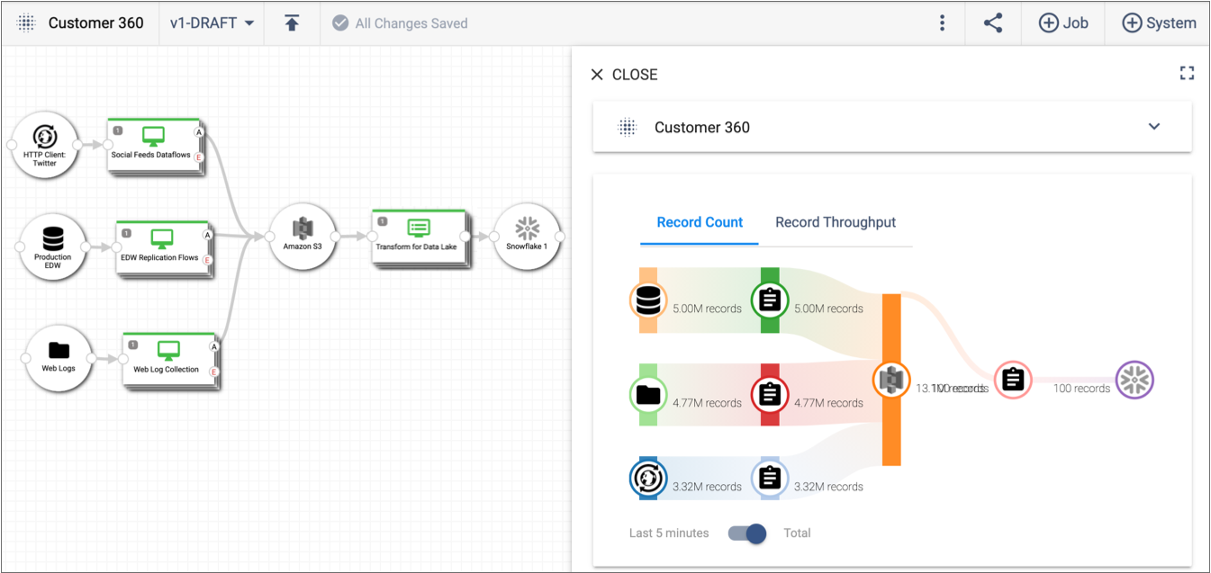 Customer 360
v1-DRAFT
All Changes Saved
Job
System
CLOSE
Customer 360
1
Social Feeds Dataflows
A
E
HTTP Client:
Twitter
1
EDW Replication Flows
A
E
Production
EDW
Amazon S3
1
Transform for Data Lake
Snowflake 1
1
Web Log Collection
A
E
Web Logs
Record Count
Record Throughput
5.00M records
5.00M records
4.77M records
4.77M records
13.1M records
100 records
100 records
3.32M records
3.32M records
Last 5 minutes
Total